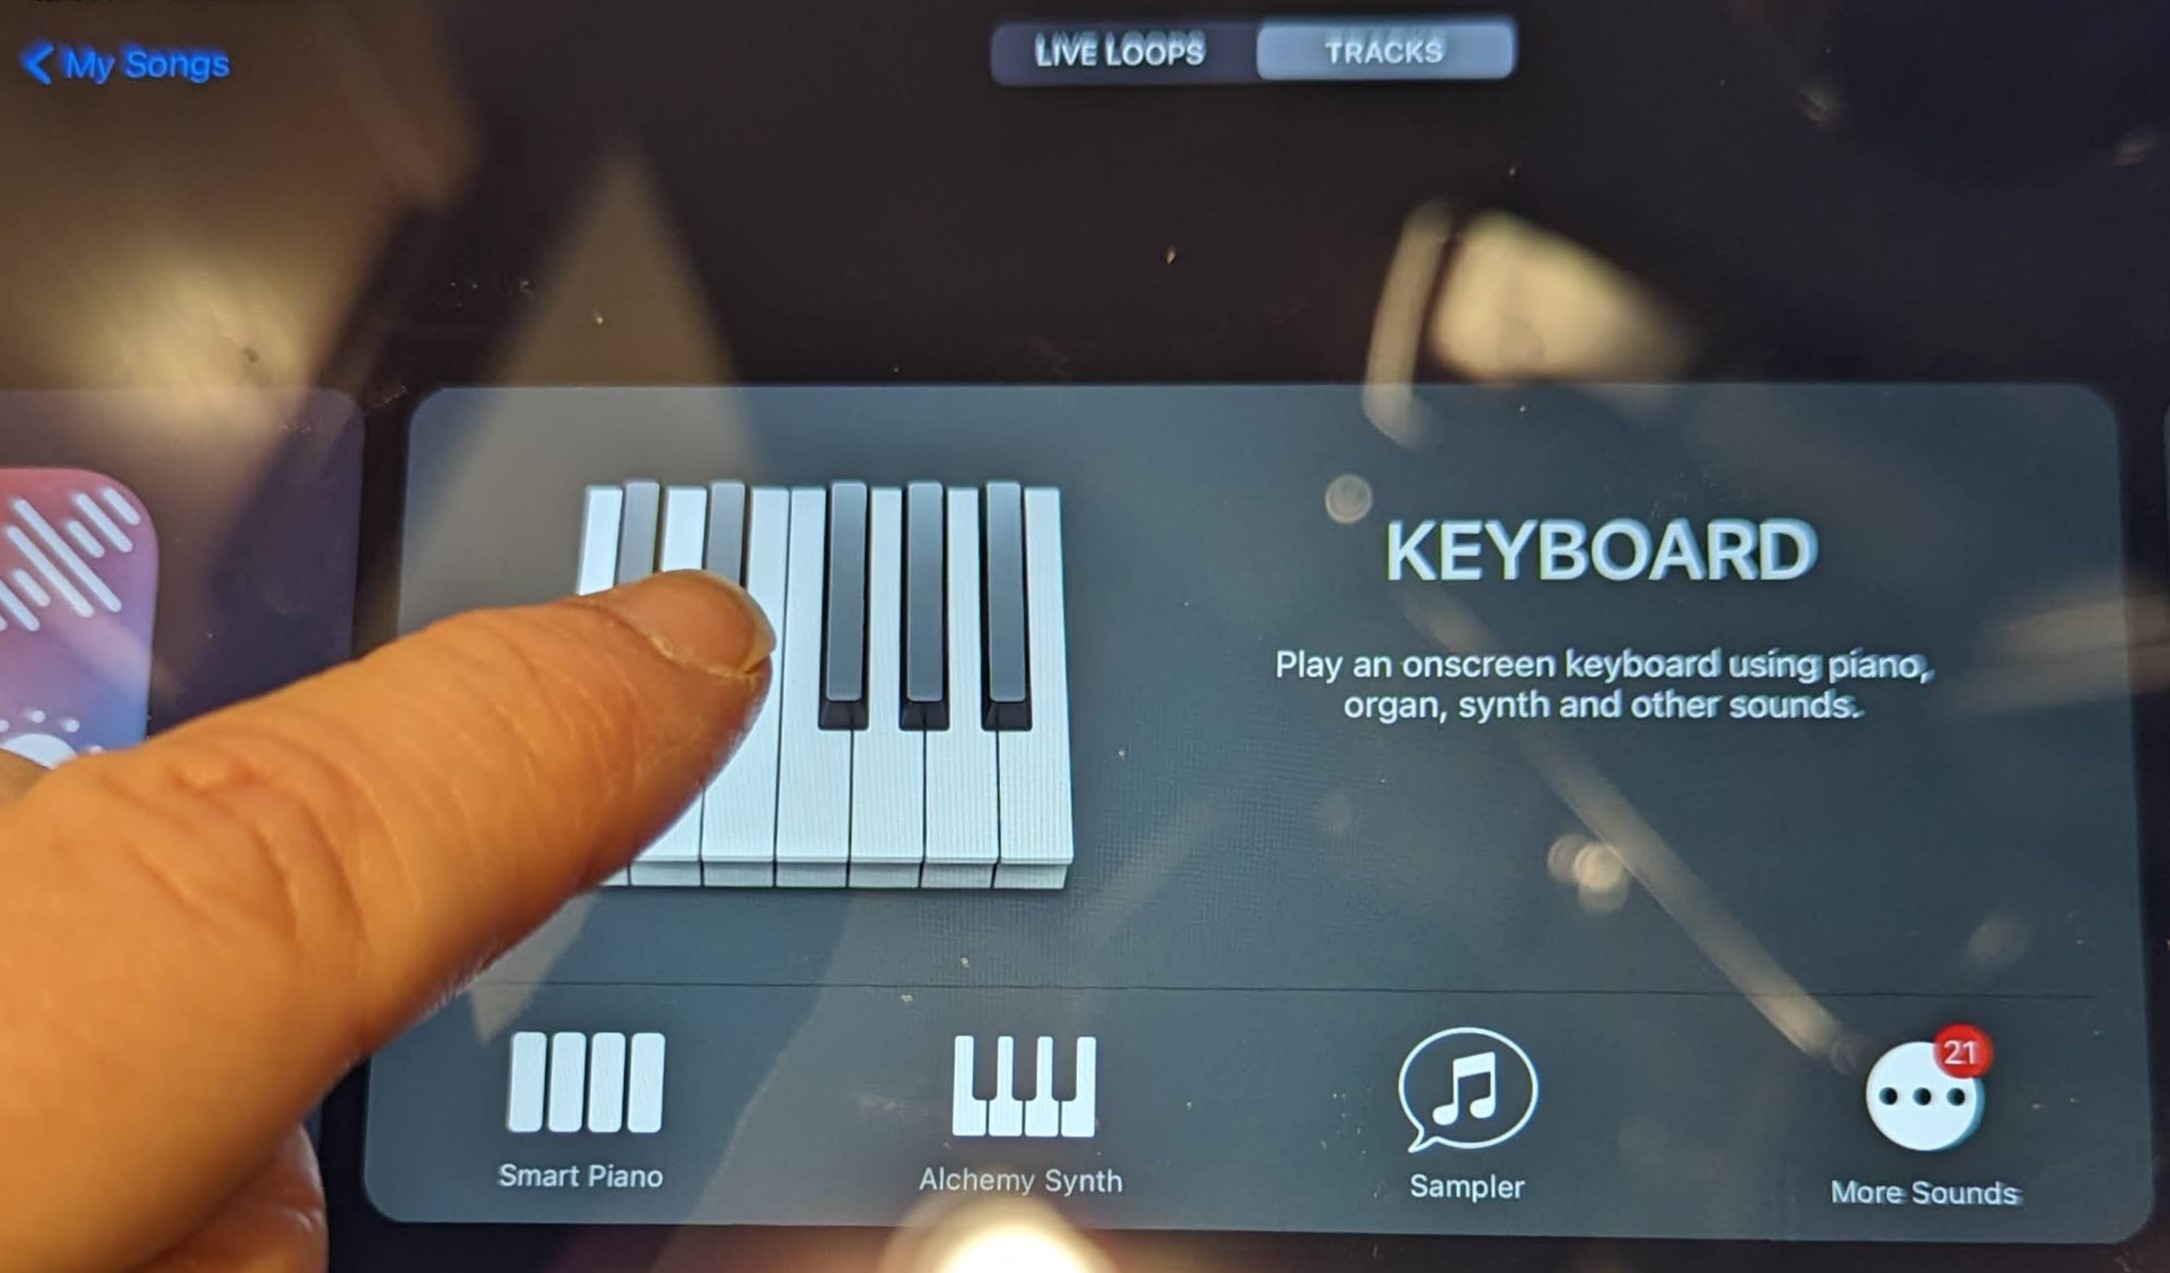 My Songs
LIVE LOOPS
TRACKS
KEYBOARD
Play an onscreen keyboard using piano,
organ, synth and other sounds.
Smart Piano
Alchemy Synth
Sampler
21
More Sounds